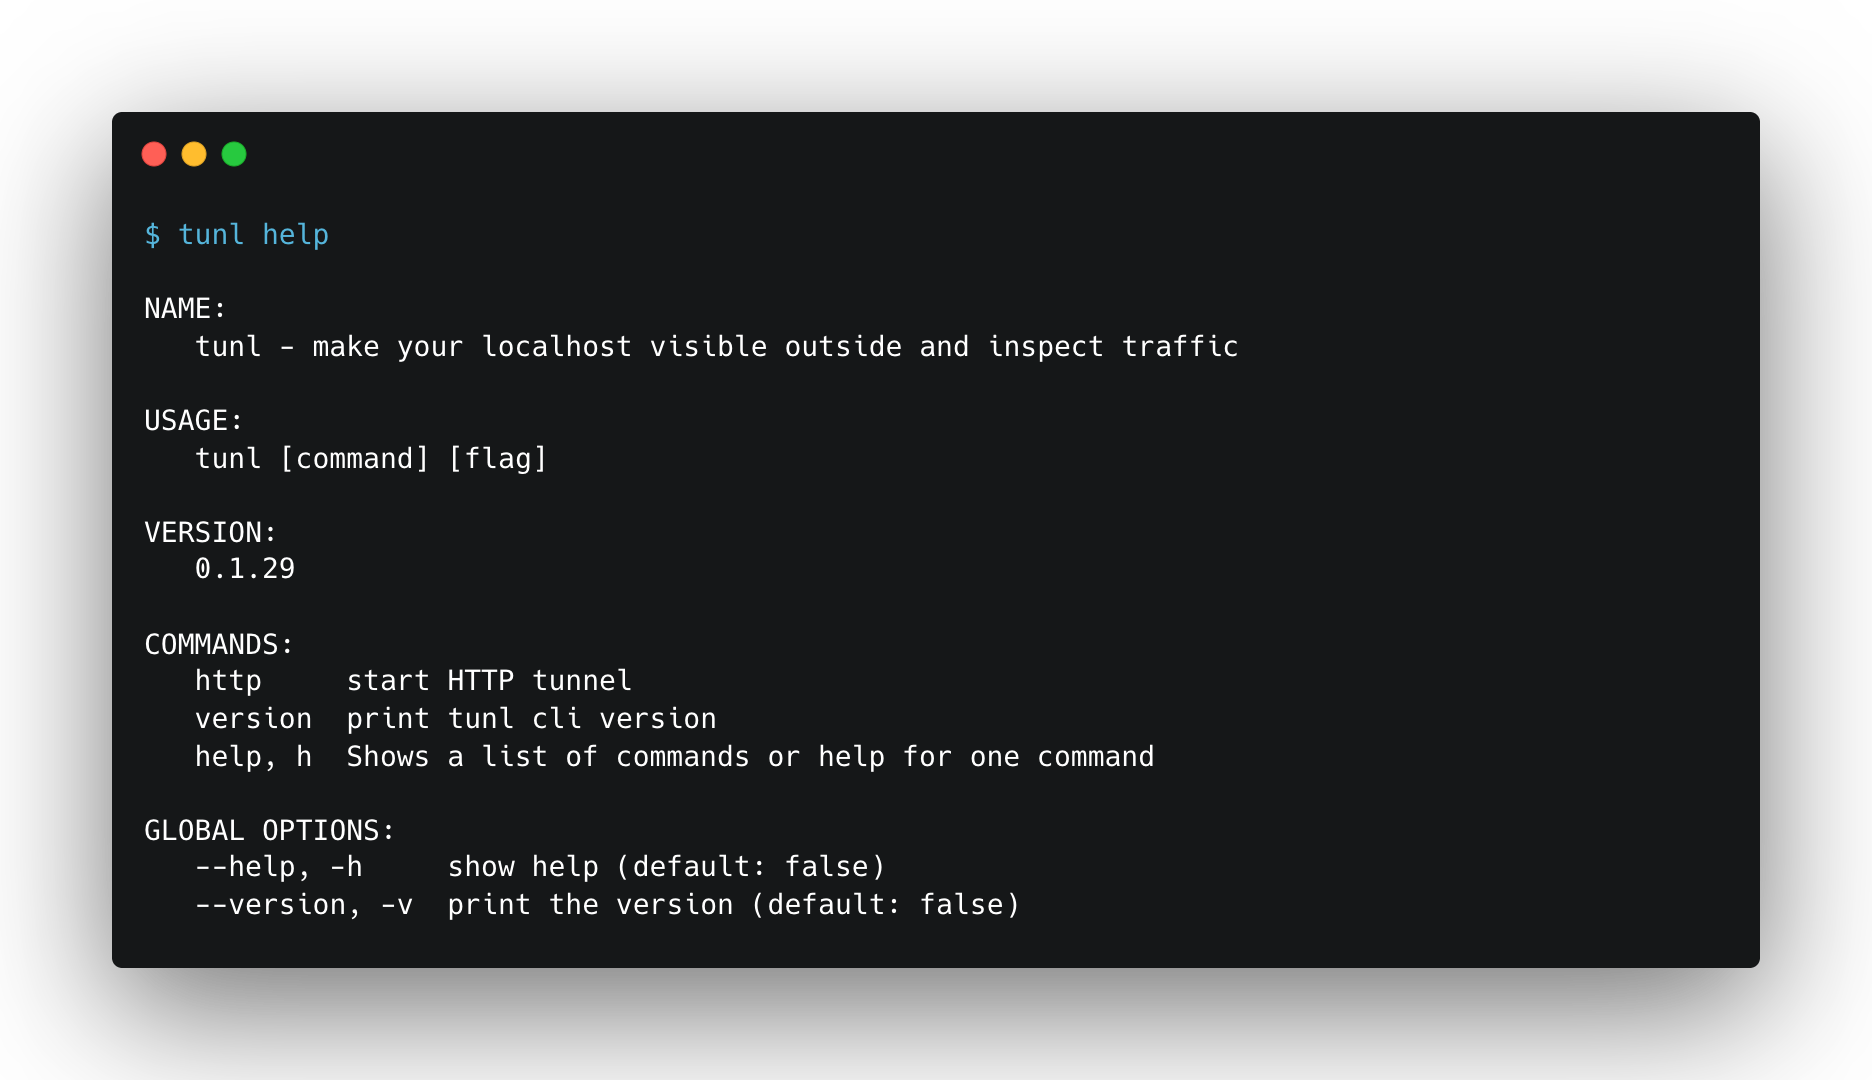 $ tunl help
NAME:
tunl - make your localhost visible outside and inspect traffic
USAGE:
tunl [command] [flag]
VERSION:
0.1.29
COMMANDS:
http     start HTTP tunnel
version  print tunl cli version
help, h  Shows a list of commands or help for one command
GLOBAL OPTIONS:
--help, -h     show help (default: false)
--version, -v  print the version (default: false)